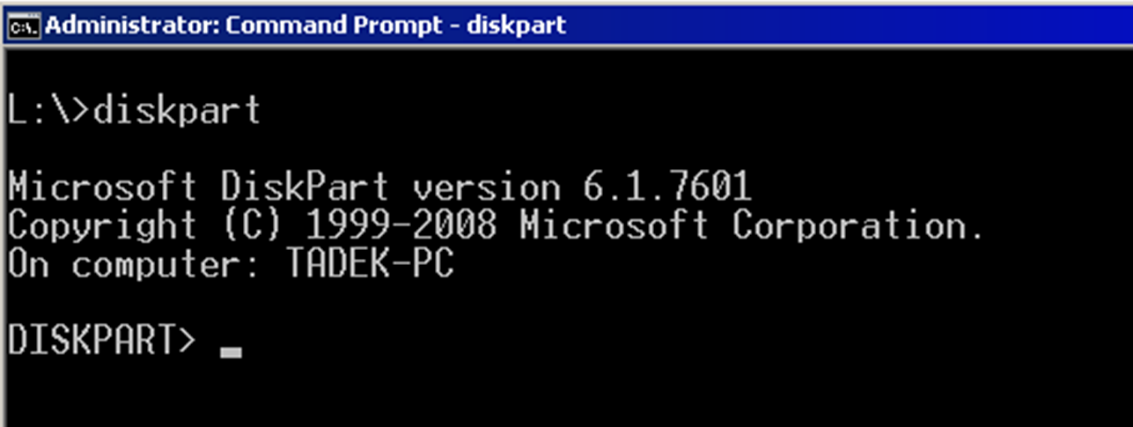 C:\. Administrator: Command Prompt - diskpart
L:\>diskpart
Microsoft DiskPart version 6.1.7601
Copyright (C) 1999-2008 Microsoft Corporation.
On computer: TADEK-PC
DISKPART> _